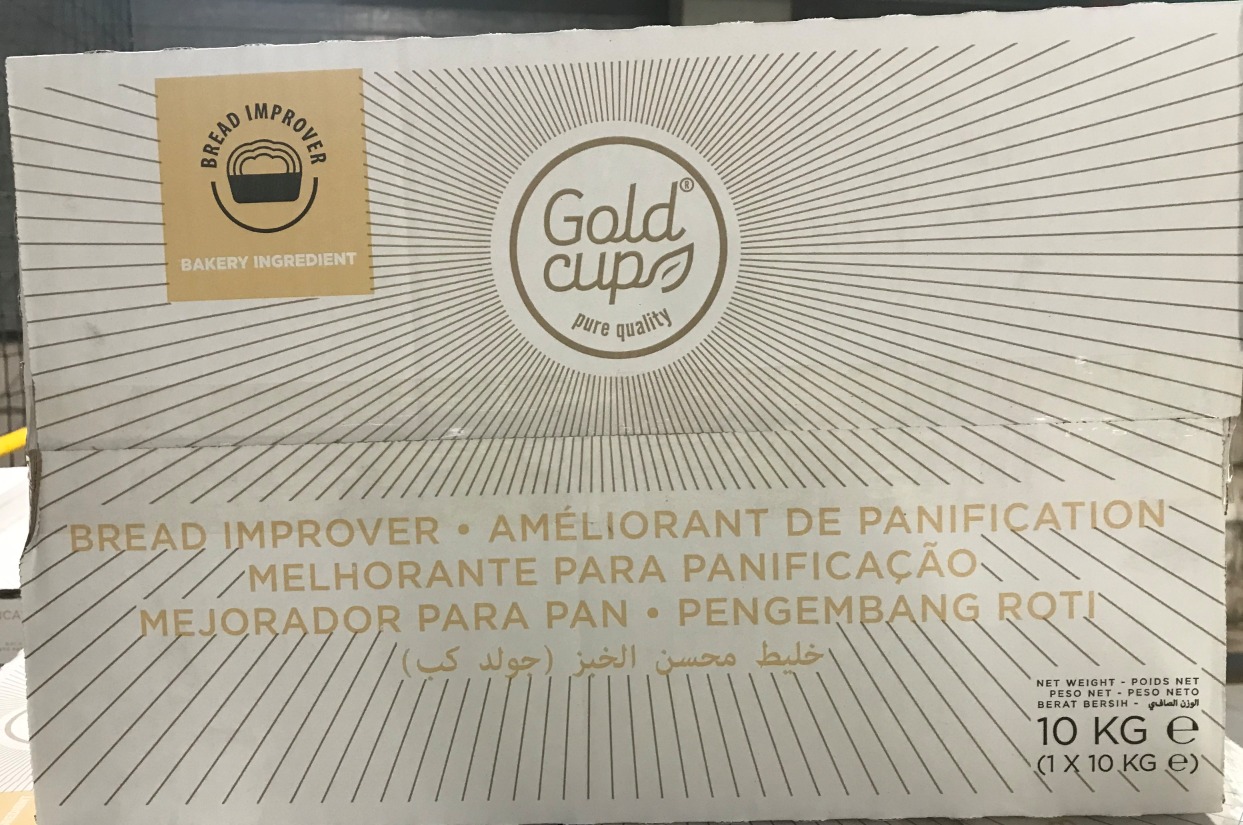 BREAD IMPROVER
BAKERY INGREDIENT
Gold®
cup
pure quality
BREAD IMPROVER • AMÉLIORANT DE PANIFICATION
MELHORANTE PARA PANIFICAÇÃO
MEJORADOR PARA PAN • PENGEMBANG ROTI
خليط محسن الخبز (جولد كب)
NET WEIGHT - POIDS NET
PESO NET - PESO NETO
BERAT BERSIH - الوزن الصافي
10 KG ℮
(1 X 10 KG ℮)